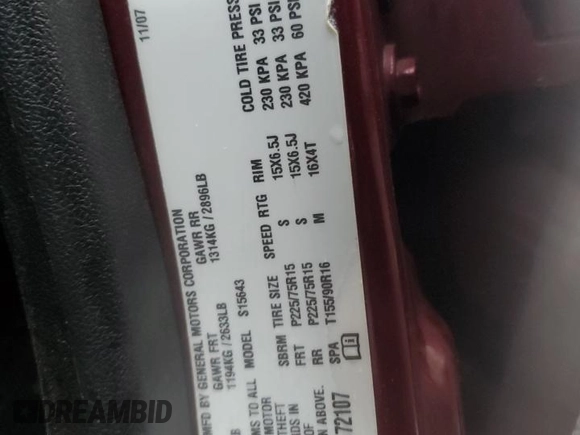 11/07
MFD BY GENERAL MOTORS CORPORATION
GAWR FRT GAWR RR
1194KG / 2633LB 1314KG / 2896LB
MS TO ALL MODEL S15643
MOTOR
THEFT SBRM TIRE SIZE SPEED RTG RIM COLD TIRE PRESS
ADS IN FRT P225/75R15 S 15X6.5J 230 KPA 33 PSI
OF RR P225/75R15 S 15X6.5J 230 KPA 33 PSI
N ABOVE. SPA T155/90R16 M 16X4T 420 KPA 60 PSI
72107
DREAMBID